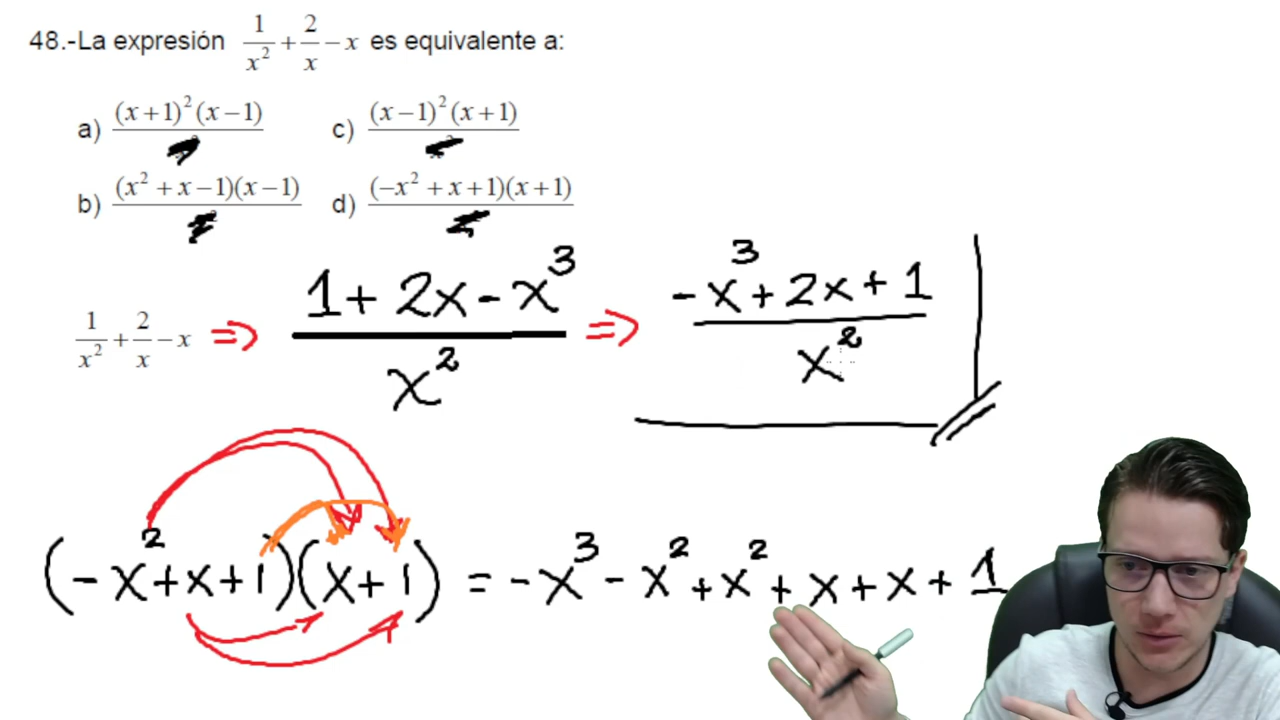 48.-La expresión 1/x² + 2/x − x es equivalente a:
a) (x+1)²(x−1) c) (x−1)²(x+1)
b) (x²+x−1)(x−1) d) (−x²+x+1)(x+1)
1/x² + 2/x − x ⇒ (1+2x−x³)/x² ⇒ (−x³+2x+1)/x²
(−x²+x+1)(x+1) = −x³−x²+x²+x+x+1